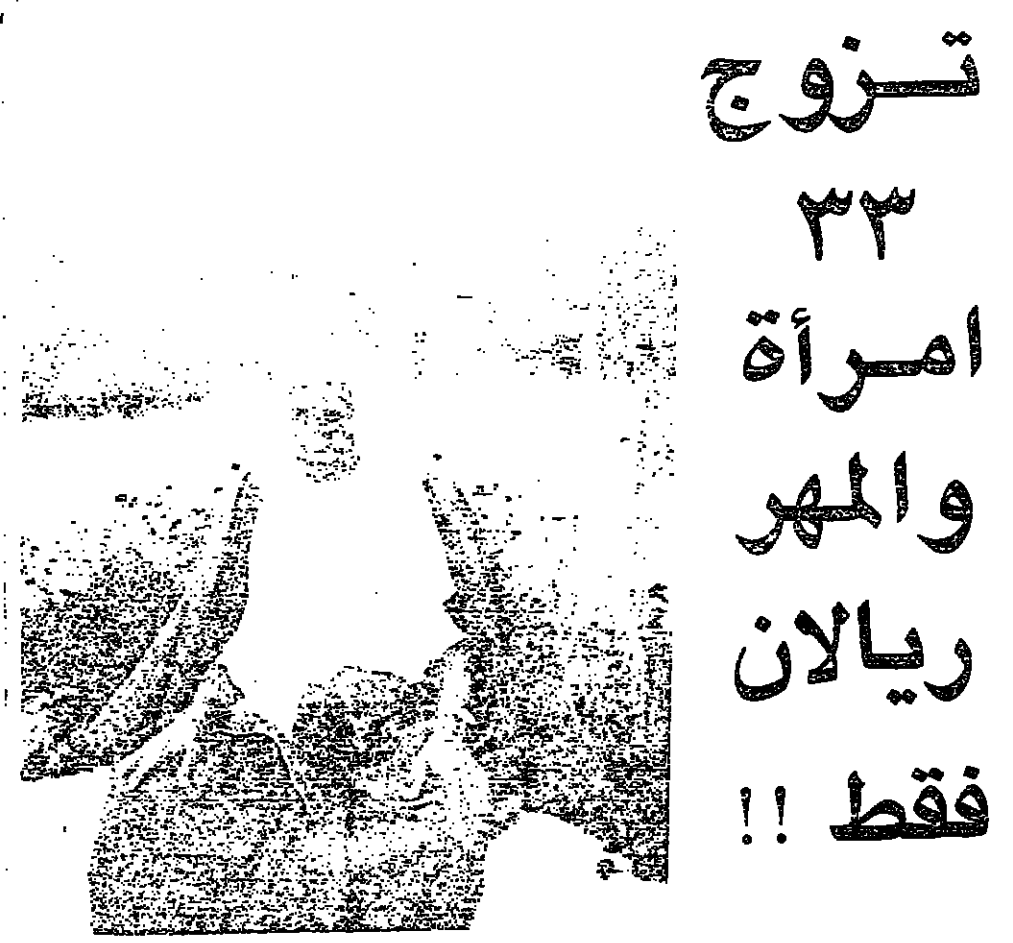 تزوج
٣٣
امرأة
والمهر
ريالان
فقط !!